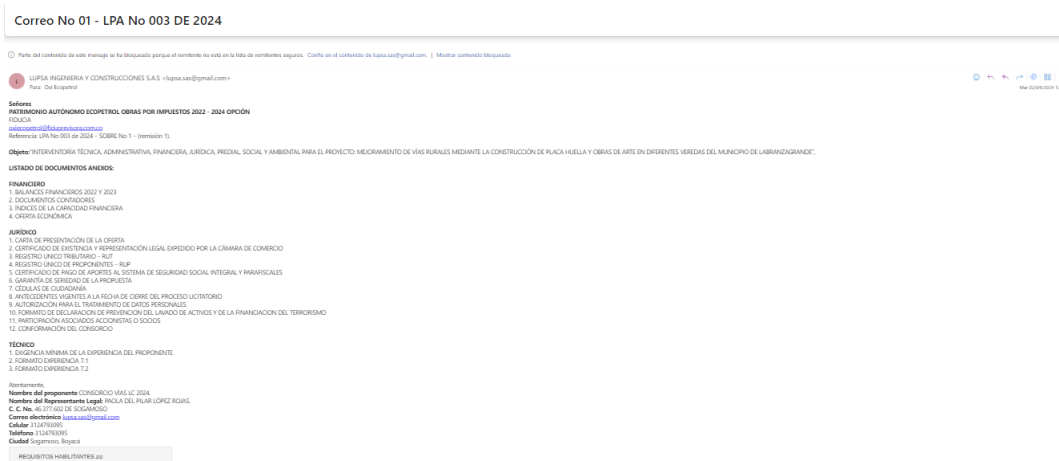 Correo No 01 - LPA No 003 DE 2024
Parte del contenido de este mensaje se ha bloqueado porque el remitente no está en la lista de remitentes seguros. Confío en el contenido de lupsa.sas@gmail.com. | Mostrar contenido bloqueado
L
LUPSA INGENIERIA Y CONSTRUCCIONES S.A.S <lupsa.sas@gmail.com>
Para: Oxi Ecopetrol
Mar 02/04/2024
Señores
PATRIMONIO AUTÓNOMO ECOPETROL OBRAS POR IMPUESTOS 2022 - 2024 OPCIÓN
FIDUCIA
oxiecopetrol@fiduprevisora.com.co
Referencia: LPA No 003 de 2024 – SOBRE No 1 – (remisión 1).
Objeto:"INTERVENTORÍA TÉCNICA, ADMINISTRATIVA, FINANCIERA, JURÍDICA, PREDIAL, SOCIAL Y AMBIENTAL PARA EL PROYECTO: MEJORAMIENTO DE VÍAS RURALES MEDIANTE LA CONSTRUCCIÓN DE PLACA HUELLA Y OBRAS DE ARTE EN DIFERENTES VEREDAS DEL MUNICIPIO DE LABRANZAGRANDE",
LISTADO DE DOCUMENTOS ANEXOS:
FINANCIERO
1. BALANCES FINANCIEROS 2022 Y 2023
2. DOCUMENTOS CONTADORES
3. ÍNDICES DE LA CAPACIDAD FINANCIERA
4. OFERTA ECONÓMICA
JURÍDICO
1. CARTA DE PRESENTACIÓN DE LA OFERTA
2. CERTIFICADO DE EXISTENCIA Y REPRESENTACIÓN LEGAL EXPEDIDO POR LA CÁMARA DE COMERCIO
3. REGISTRO UNICO TRIBUTARIO – RUT
4. REGISTRO ÚNICO DE PROPONENTES – RUP
5. CERTIFICADO DE PAGO DE APORTES AL SISTEMA DE SEGURIDAD SOCIAL INTEGRAL Y PARAFISCALES
6. GARANTÍA DE SERIEDAD DE LA PROPUESTA
7. CÉDULAS DE CIUDADANÍA
8. ANTECEDENTES VIGENTES A LA FECHA DE CIERRE DEL PROCESO LICITATORIO
9. AUTORIZACIÓN PARA EL TRATAMIENTO DE DATOS PERSONALES
10. FORMATO DE DECLARACION DE PREVENCION DEL LAVADO DE ACTIVOS Y DE LA FINANCIACION DEL TERRORISMO
11. PARTICIPACIÓN ASOCIADOS ACCIONISTAS O SOCIOS
12. CONFORMACIÓN DEL CONSORCIO
TÉCNICO
1. EXIGENCIA MÍNIMA DE LA EXPERIENCIA DEL PROPONENTE
2. FORMATO EXPERIENCIA 7.1
3. FORMATO EXPERIENCIA 7.2
Atentamente,
Nombre del proponente CONSORCIO VÍAS LC 2024.
Nombre del Representante Legal: PAOLA DEL PILAR LÓPEZ ROJAS.
C. C. No. 46.377.602 DE SOGAMOSO
Correo electrónico lupsa.sas@gmail.com
Celular 3124793095
Teléfono 3124793095
Ciudad Sogamoso, Boyacá
REQUISITOS HABILITANTES.zip